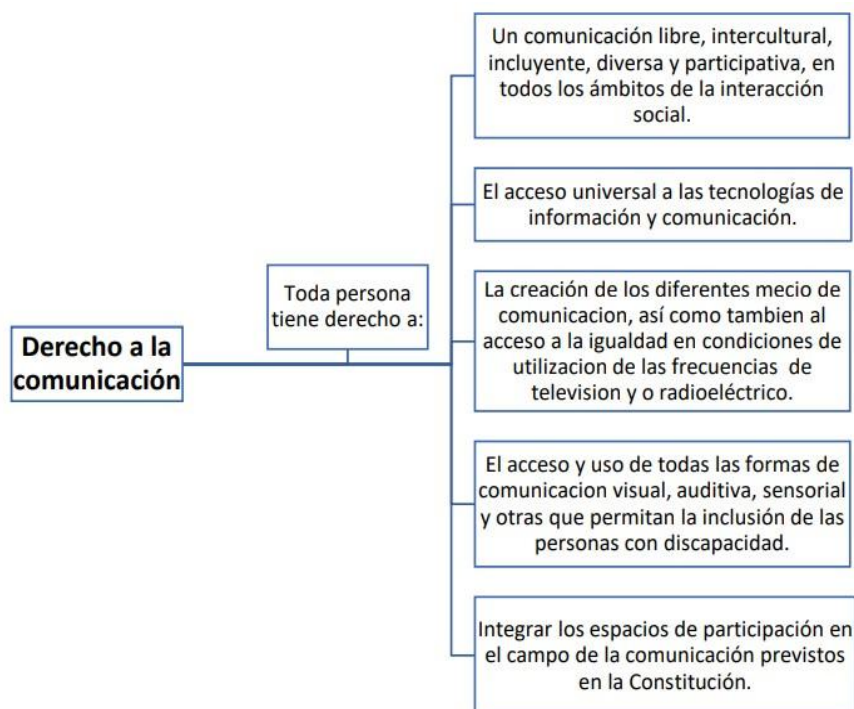 Derecho a la
comunicación
Toda persona
tiene derecho a:
Un comunicación libre, intercultural,
incluyente, diversa y participativa, en
todos los ámbitos de la interacción
social.
El acceso universal a las tecnologías de
información y comunicación.
La creación de los diferentes mecio de
comunicacion, así como tambien al
acceso a la igualdad en condiciones de
utilizacion de las frecuencias de
television y o radioeléctrico.
El acceso y uso de todas las formas de
comunicacion visual, auditiva, sensorial
y otras que permitan la inclusión de las
personas con discapacidad.
Integrar los espacios de participación en
el campo de la comunicación previstos
en la Constitución.